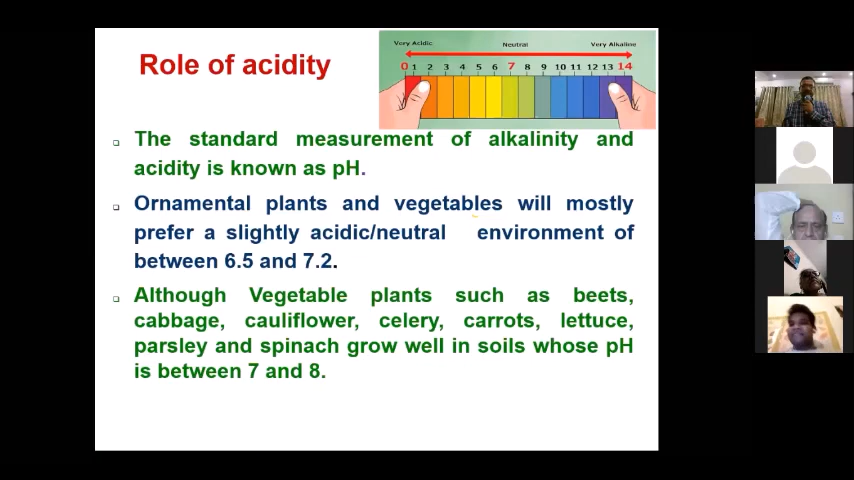 Role of acidity
Very Acidic Neutral Very Alkaline
0 1 2 3 4 5 6 7 8 9 10 11 12 13 14
The standard measurement of alkalinity and
acidity is known as pH.
Ornamental plants and vegetables will mostly
prefer a slightly acidic/neutral environment of
between 6.5 and 7.2.
Although Vegetable plants such as beets,
cabbage, cauliflower, celery, carrots, lettuce,
parsley and spinach grow well in soils whose pH
is between 7 and 8.